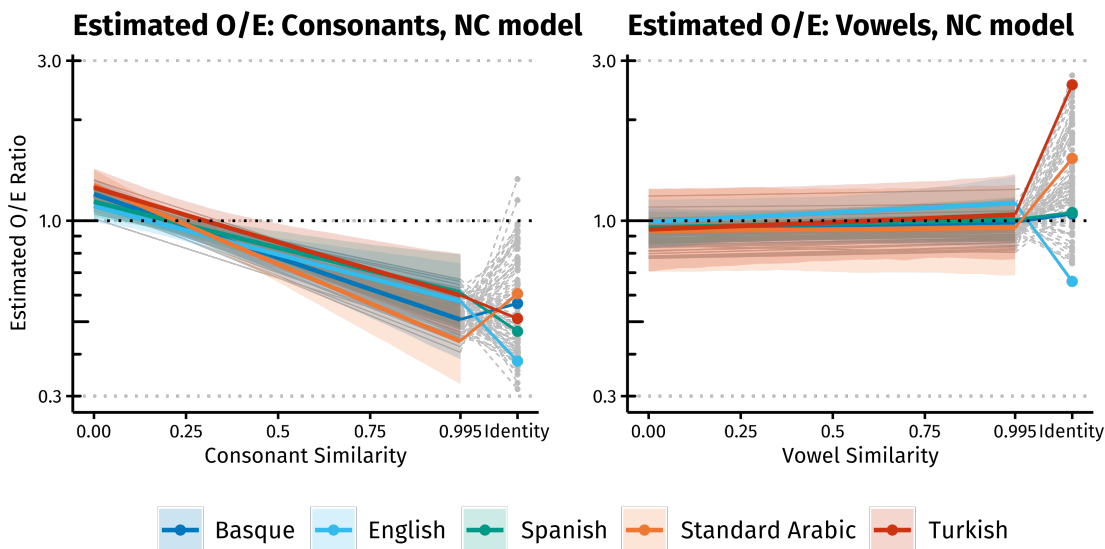 Estimated O/E: Consonants, NC model
Estimated O/E Ratio
3.0
1.0
0.3
0.00 0.25 0.5 0.75 0.995 Identity
Consonant Similarity
Estimated O/E: Vowels, NC model
3.0
1.0
0.3
0.00 0.25 0.5 0.75 0.995 Identity
Vowel Similarity
Basque English Spanish Standard Arabic Turkish